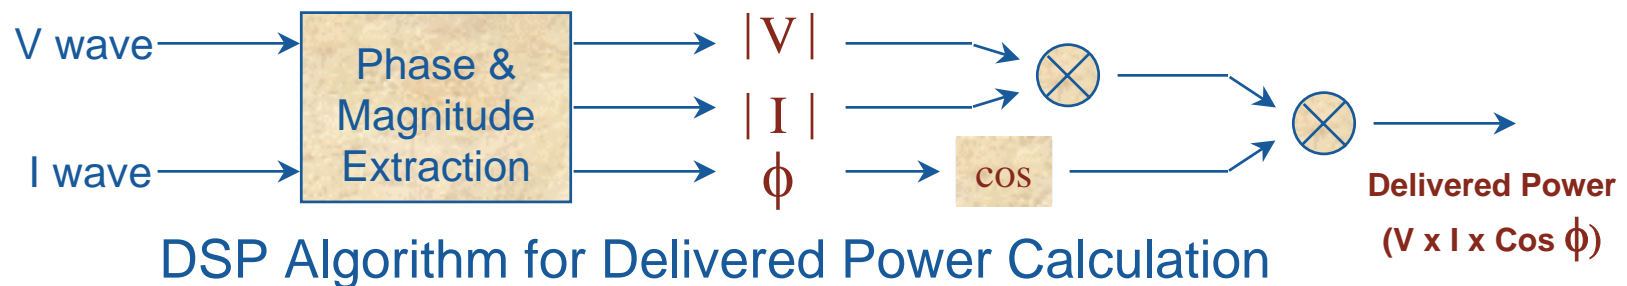 V wave
I wave
Phase &
Magnitude
Extraction
| V |
| I |
ϕ
cos
Delivered Power
(V x I x Cos ϕ)
DSP Algorithm for Delivered Power Calculation